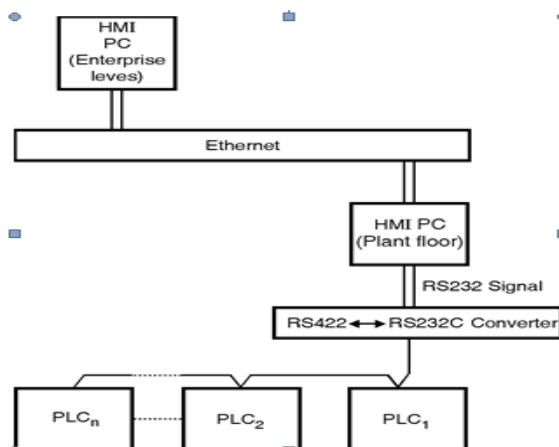 HMI
PC
(Enterprise
leves)
Ethernet
HMI PC
(Plant floor)
RS232 Signal
RS422 ↔ RS232C Converter
PLCn
PLC2
PLC1